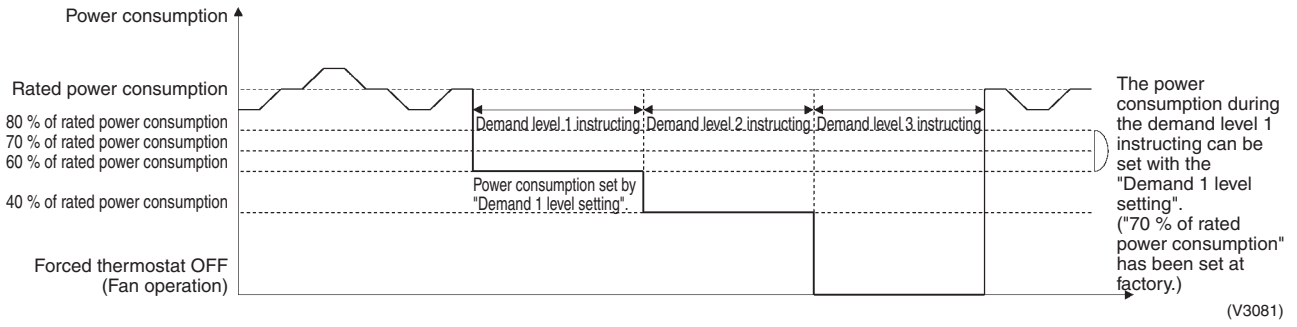 Power consumption
Rated power consumption
80 % of rated power consumption
70 % of rated power consumption
60 % of rated power consumption
40 % of rated power consumption
Forced thermostat OFF
(Fan operation)
Demand level 1 instructing
Demand level 2 instructing
Demand level 3 instructing
Power consumption set by
"Demand 1 level setting".
The power
consumption during
the demand level 1
instructing can be
set with the
"Demand 1 level
setting".
("70 % of rated
power consumption"
has been set at
factory.)
(V3081)